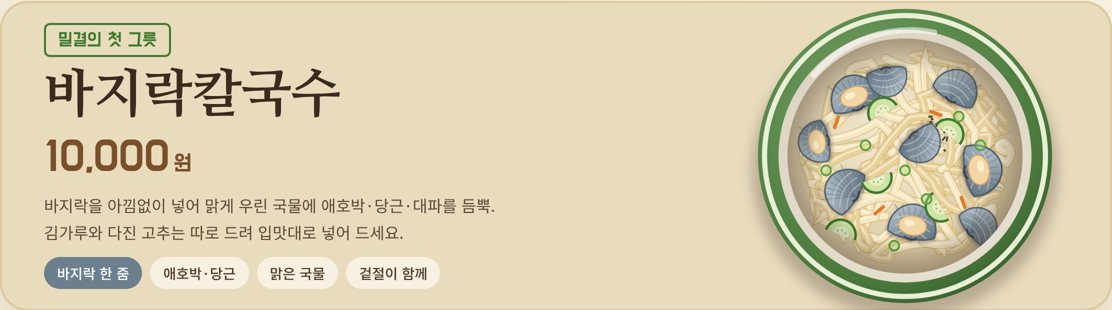 밀결의 첫 그릇
바지락칼국수
10,000원
바지락을 아낌없이 넣어 맑게 우린 국물에 애호박·당근·대파를 듬뿍.
김가루와 다진 고추는 따로 드려 입맛대로 넣어 드세요.
바지락 한 줌 애호박·당근 맑은 국물 겉절이 함께